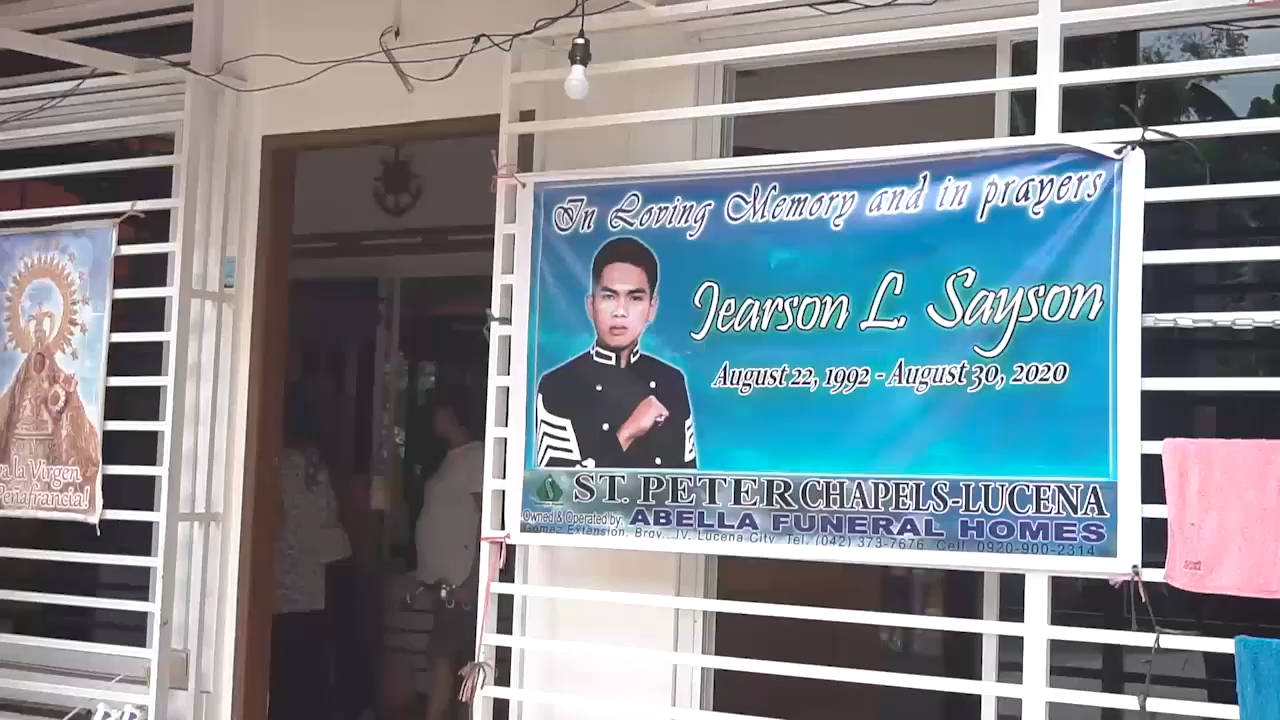 In Loving Memory and in prayers
Jearson L. Sayson
August 22, 1992 - August 30, 2020
ST. PETER CHAPELS-LUCENA
Owned & Operated by: ABELLA FUNERAL HOMES
Gomez Extension, Brgy. IV, Lucena City Tel. (042) 373-7676 Cell. 0920-900-2314
la Virgen
Peñafrancia!